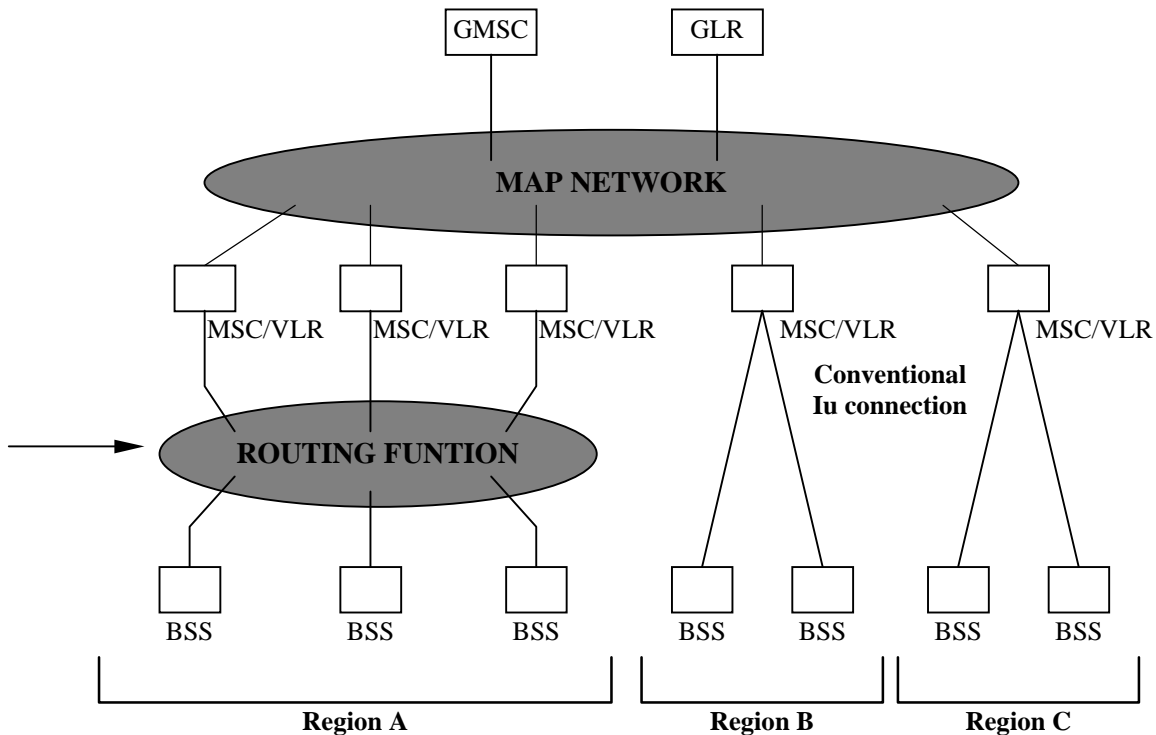 GMSC
GLR
MAP NETWORK
MSC/VLR
MSC/VLR
MSC/VLR
MSC/VLR
MSC/VLR
Conventional
Iu connection
ROUTING FUNTION
BSS
BSS
BSS
BSS
BSS
BSS
BSS
Region A
Region B
Region C